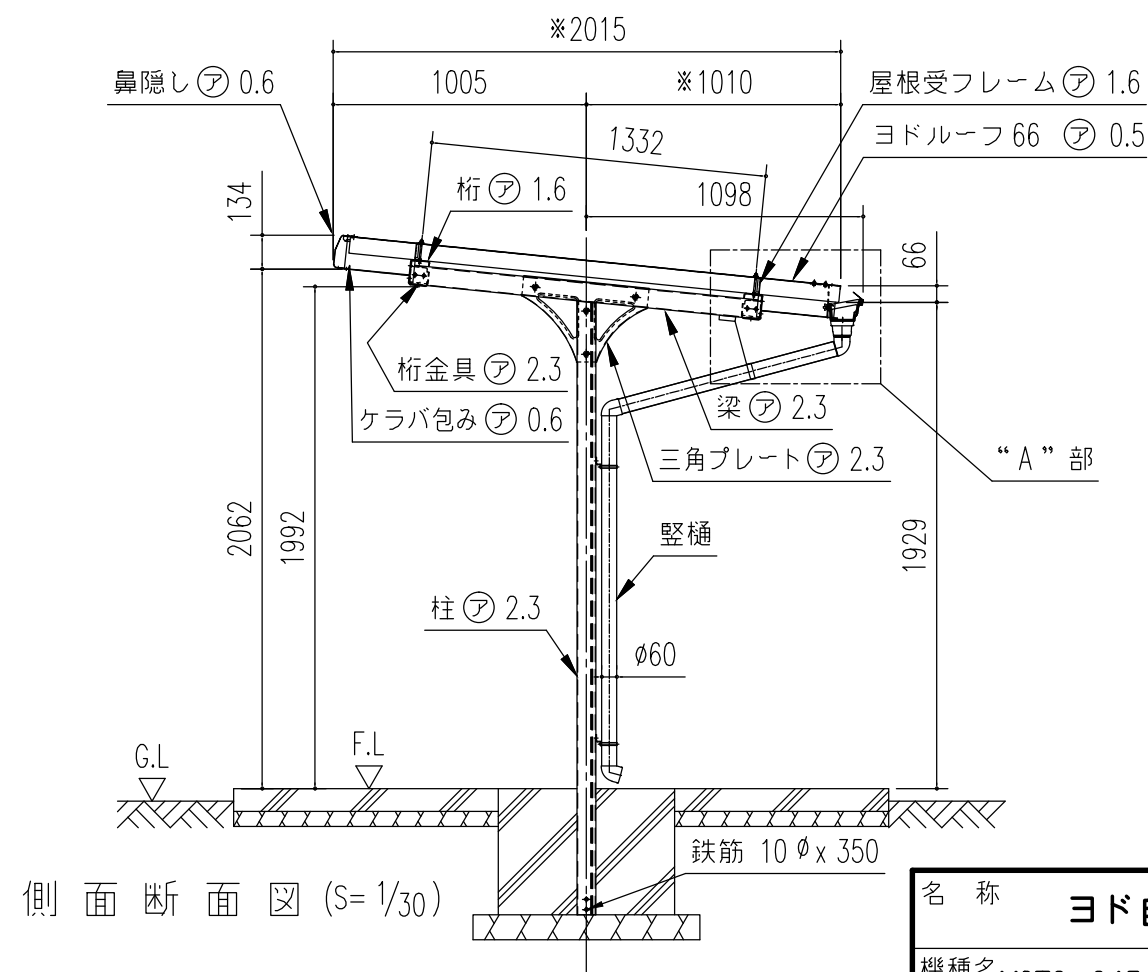 ※2015
1005
※1010
鼻隠し㋐ 0.6
屋根受フレーム㋐ 1.6
ヨドルーフ66 ㋐ 0.5
1332
1098
桁㋐ 1.6
134
66
桁金具㋐ 2.3
ケラバ包み㋐ 0.6
梁㋐ 2.3
三角プレート㋐ 2.3
“A”部
2062
1992
1929
竪樋
柱㋐ 2.3
φ60
G.L
F.L
鉄筋 10φx 350
側面断面図(S=1/30)
名 称
ヨド
機種名